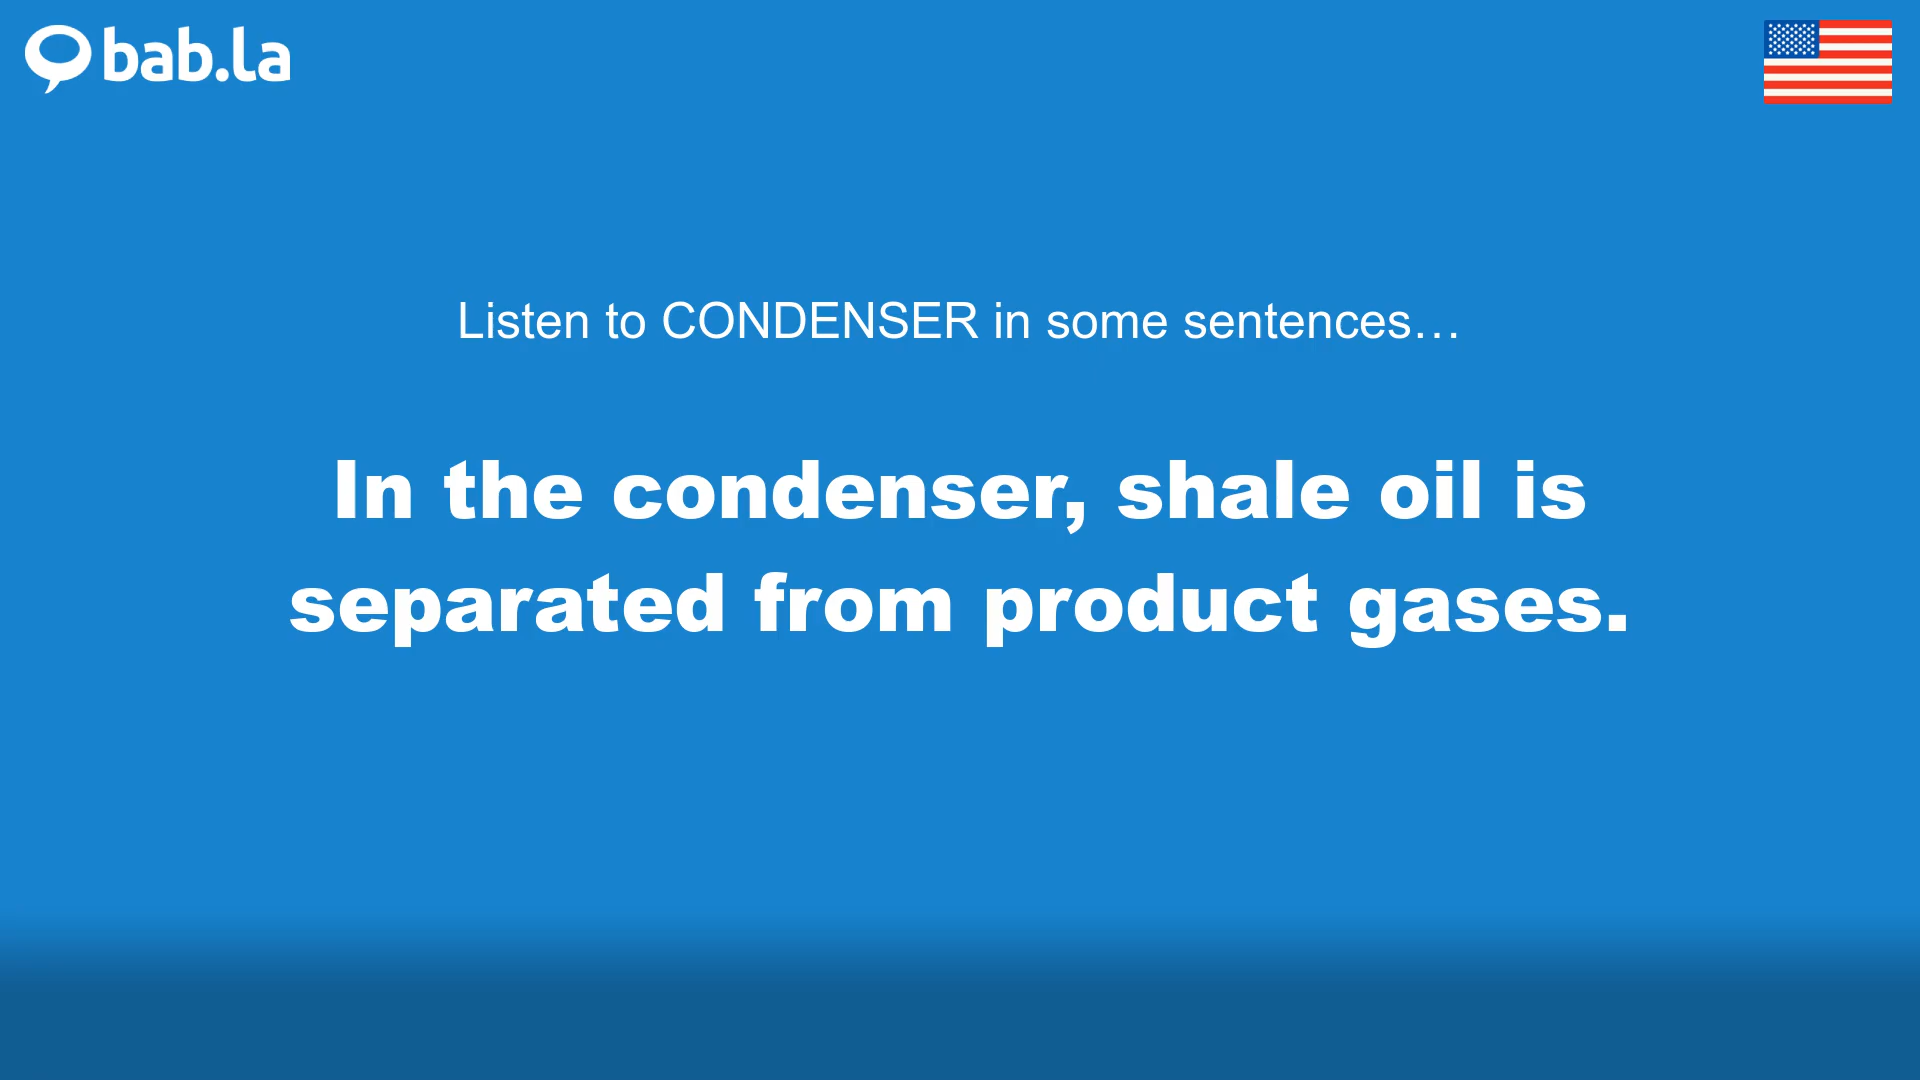 bab.la
Listen to CONDENSER in some sentences…
In the condenser, shale oil is
separated from product gases.